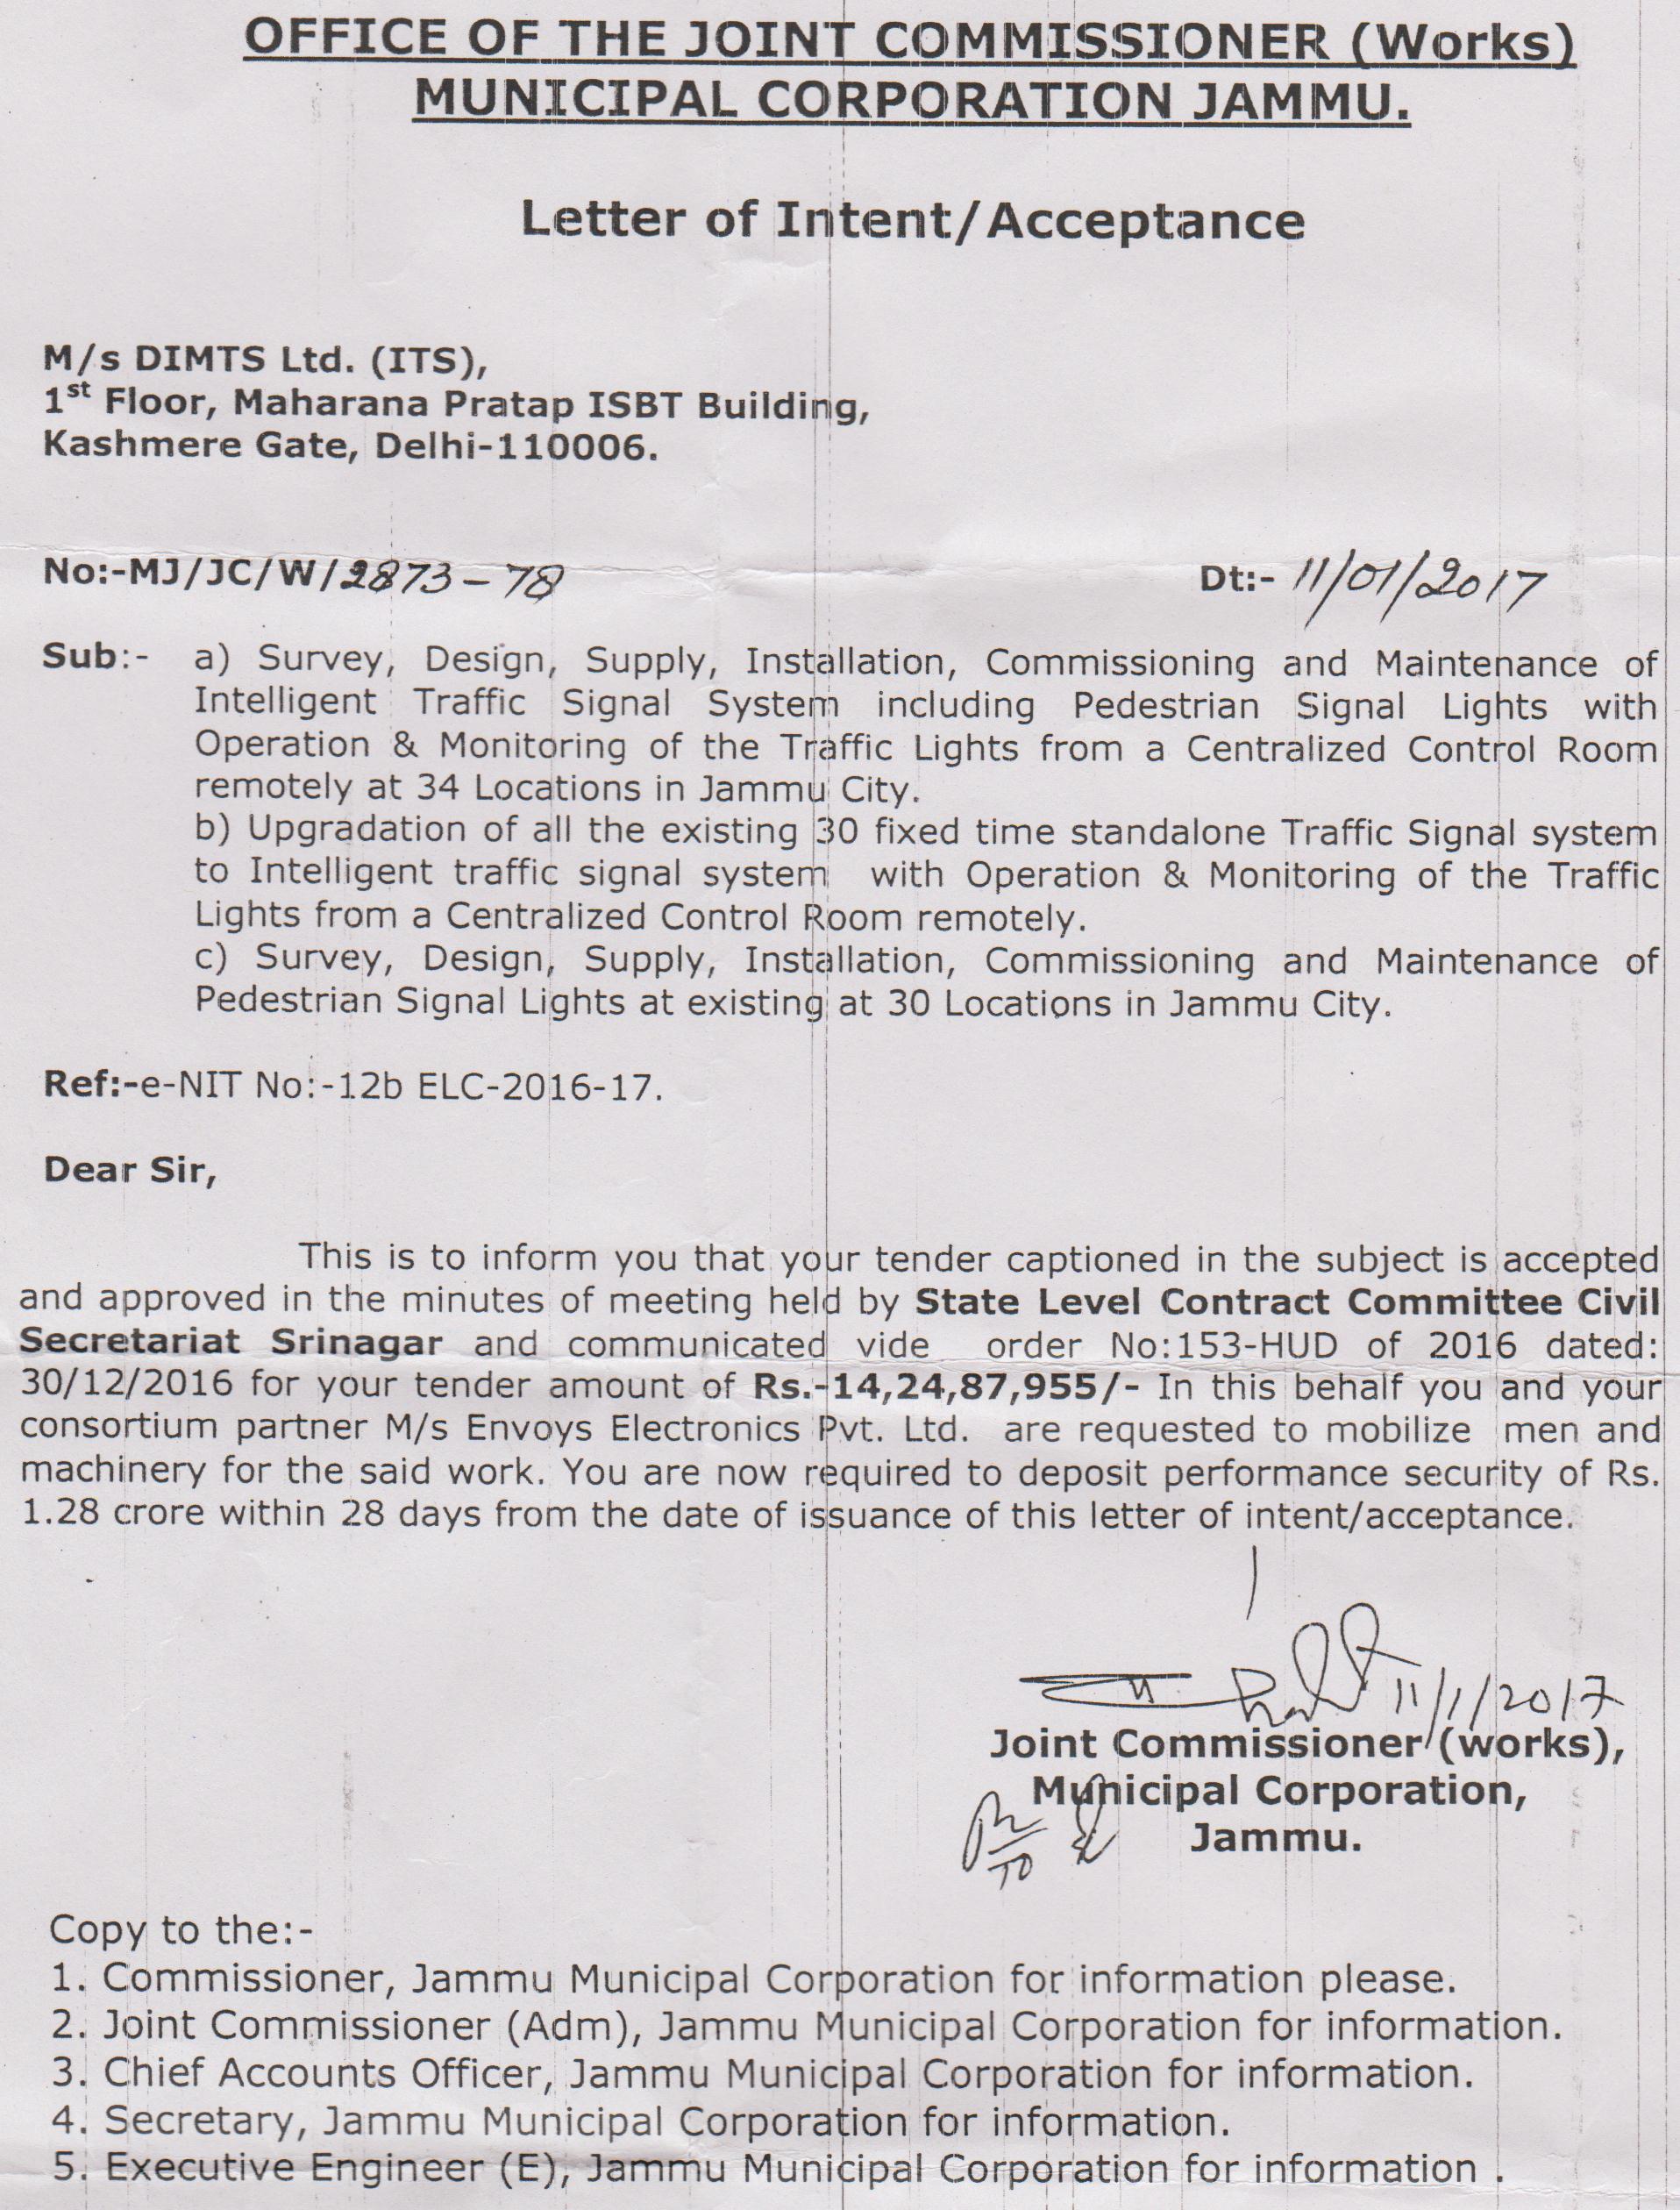 OFFICE OF THE JOINT COMMISSIONER (Works)
MUNICIPAL CORPORATION JAMMU.
Letter of Intent/Acceptance
M/s DIMTS Ltd. (ITS),
1st Floor, Maharana Pratap ISBT Building,
Kashmere Gate, Delhi-110006.
No:-MJ/JC/W/2873-78 Dt:- 11/01/2017
Sub:- a) Survey, Design, Supply, Installation, Commissioning and Maintenance of
Intelligent Traffic Signal System including Pedestrian Signal Lights with
Operation & Monitoring of the Traffic Lights from a Centralized Control Room
remotely at 34 Locations in Jammu City.
b) Upgradation of all the existing 30 fixed time standalone Traffic Signal system
to Intelligent traffic signal system with Operation & Monitoring of the Traffic
Lights from a Centralized Control Room remotely.
c) Survey, Design, Supply, Installation, Commissioning and Maintenance of
Pedestrian Signal Lights at existing at 30 Locations in Jammu City.
Ref:-e-NIT No:-12b ELC-2016-17.
Dear Sir,
This is to inform you that your tender captioned in the subject is accepted
and approved in the minutes of meeting held by State Level Contract Committee Civil
Secretariat Srinagar and communicated vide order No:153-HUD of 2016 dated:
30/12/2016 for your tender amount of Rs.-14,24,87,955/- In this behalf you and your
consortium partner M/s Envoys Electronics Pvt. Ltd. are requested to mobilize men and
machinery for the said work. You are now required to deposit performance security of Rs.
1.28 crore within 28 days from the date of issuance of this letter of intent/acceptance.
11/1/2017
Joint Commissioner (works),
Municipal Corporation,
Jammu.
Copy to the:-
1. Commissioner, Jammu Municipal Corporation for information please.
2. Joint Commissioner (Adm), Jammu Municipal Corporation for information.
3. Chief Accounts Officer, Jammu Municipal Corporation for information.
4. Secretary, Jammu Municipal Corporation for information.
5. Executive Engineer (E), Jammu Municipal Corporation for information .